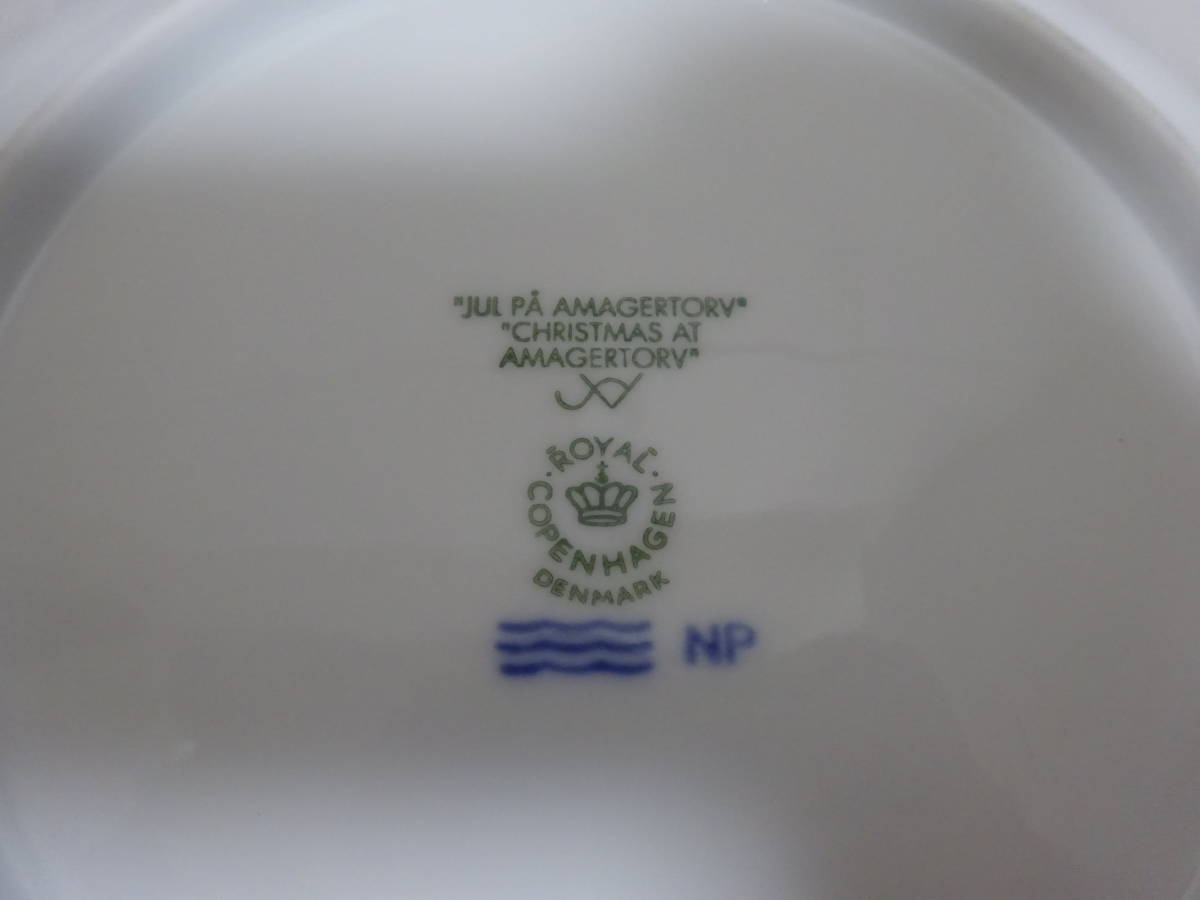 "JUL PÅ AMAGERTORV"
"CHRISTMAS AT
AMAGERTORV"
ROYAL
COPENHAGEN
DENMARK
NP